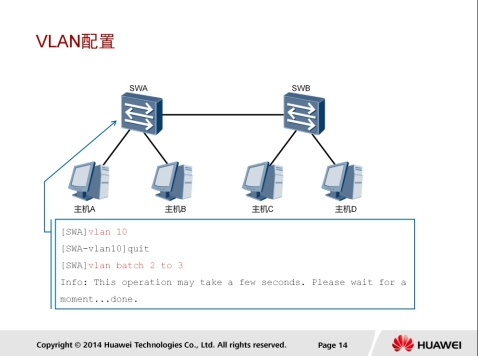 VLAN配置
SWA
SWB
主机A
主机B
主机C
主机D
[SWA]vlan 10
[SWA-vlan10]quit
[SWA]vlan batch 2 to 3
Info: This operation may take a few seconds. Please wait for a
moment...done.
Copyright © 2014 Huawei Technologies Co., Ltd. All rights reserved.
Page 14
HUAWEI